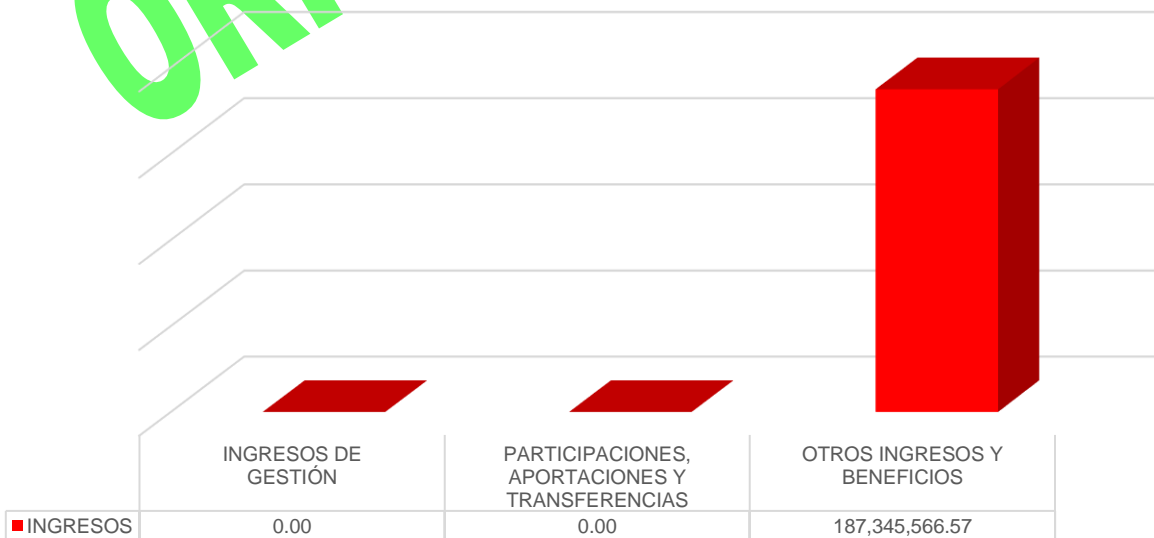 INGRESOS DE
GESTIÓN
PARTICIPACIONES,
APORTACIONES Y
TRANSFERENCIAS
OTROS INGRESOS Y
BENEFICIOS
INGRESOS 0.00 0.00 187,345,566.57